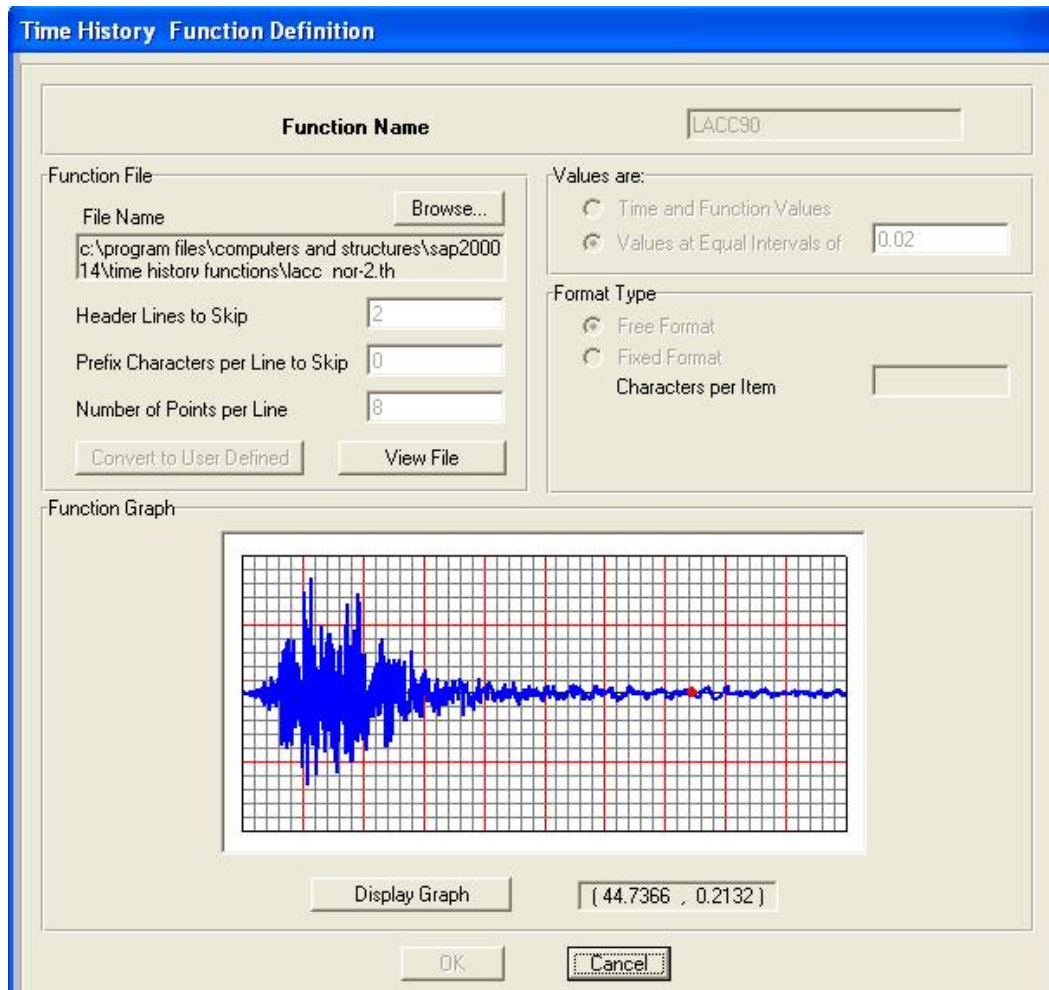 Time History Function Definition
Function Name
LACC90
Function File
File Name
Browse...
c:\program files\computers and structures\sap2000
14\time history functions\lacc_nor-2.th
Header Lines to Skip
2
Prefix Characters per Line to Skip
0
Number of Points per Line
8
Convert to User Defined
View File
Values are:
Time and Function Values
Values at Equal Intervals of
0.02
Format Type
Free Format
Fixed Format
Characters per Item
Function Graph
Display Graph
( 44.7366 , 0.2132 )
OK
Cancel